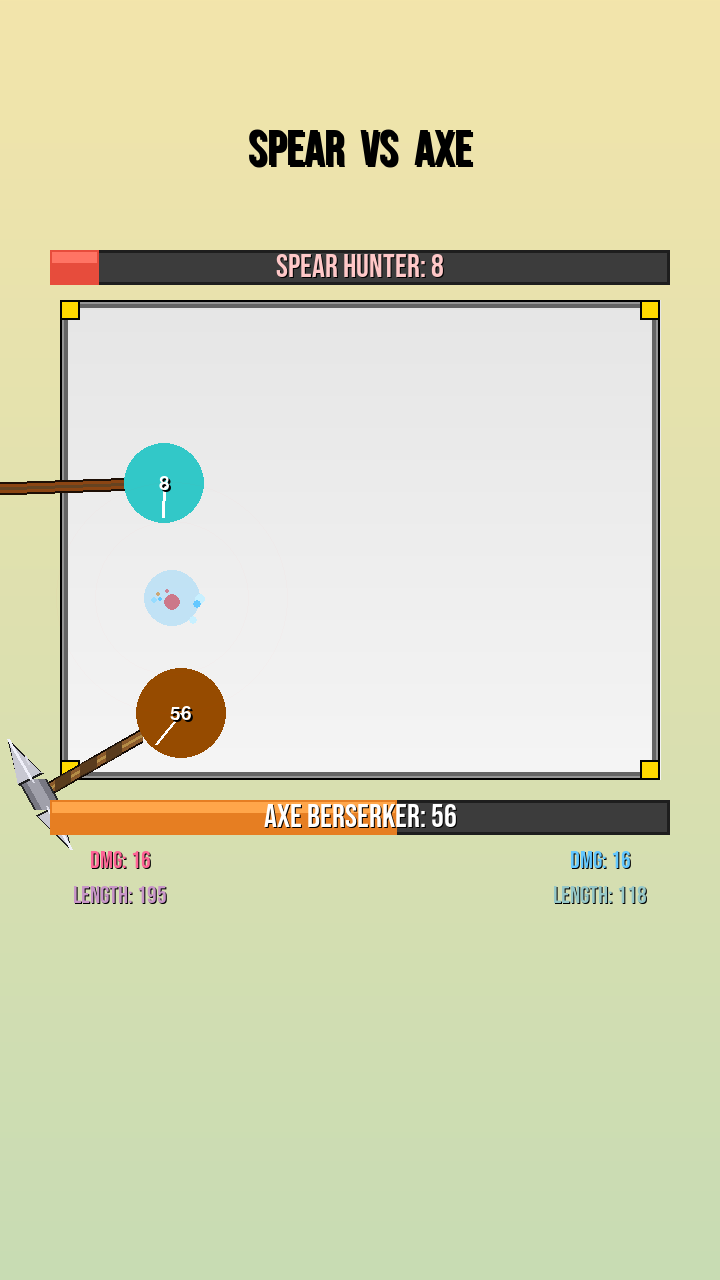 SPEAR VS AXE
SPEAR HUNTER: 8
8
56
AXE BERSERKER: 56
DMG: 16
DMG: 16
LENGTH: 195
LENGTH: 118